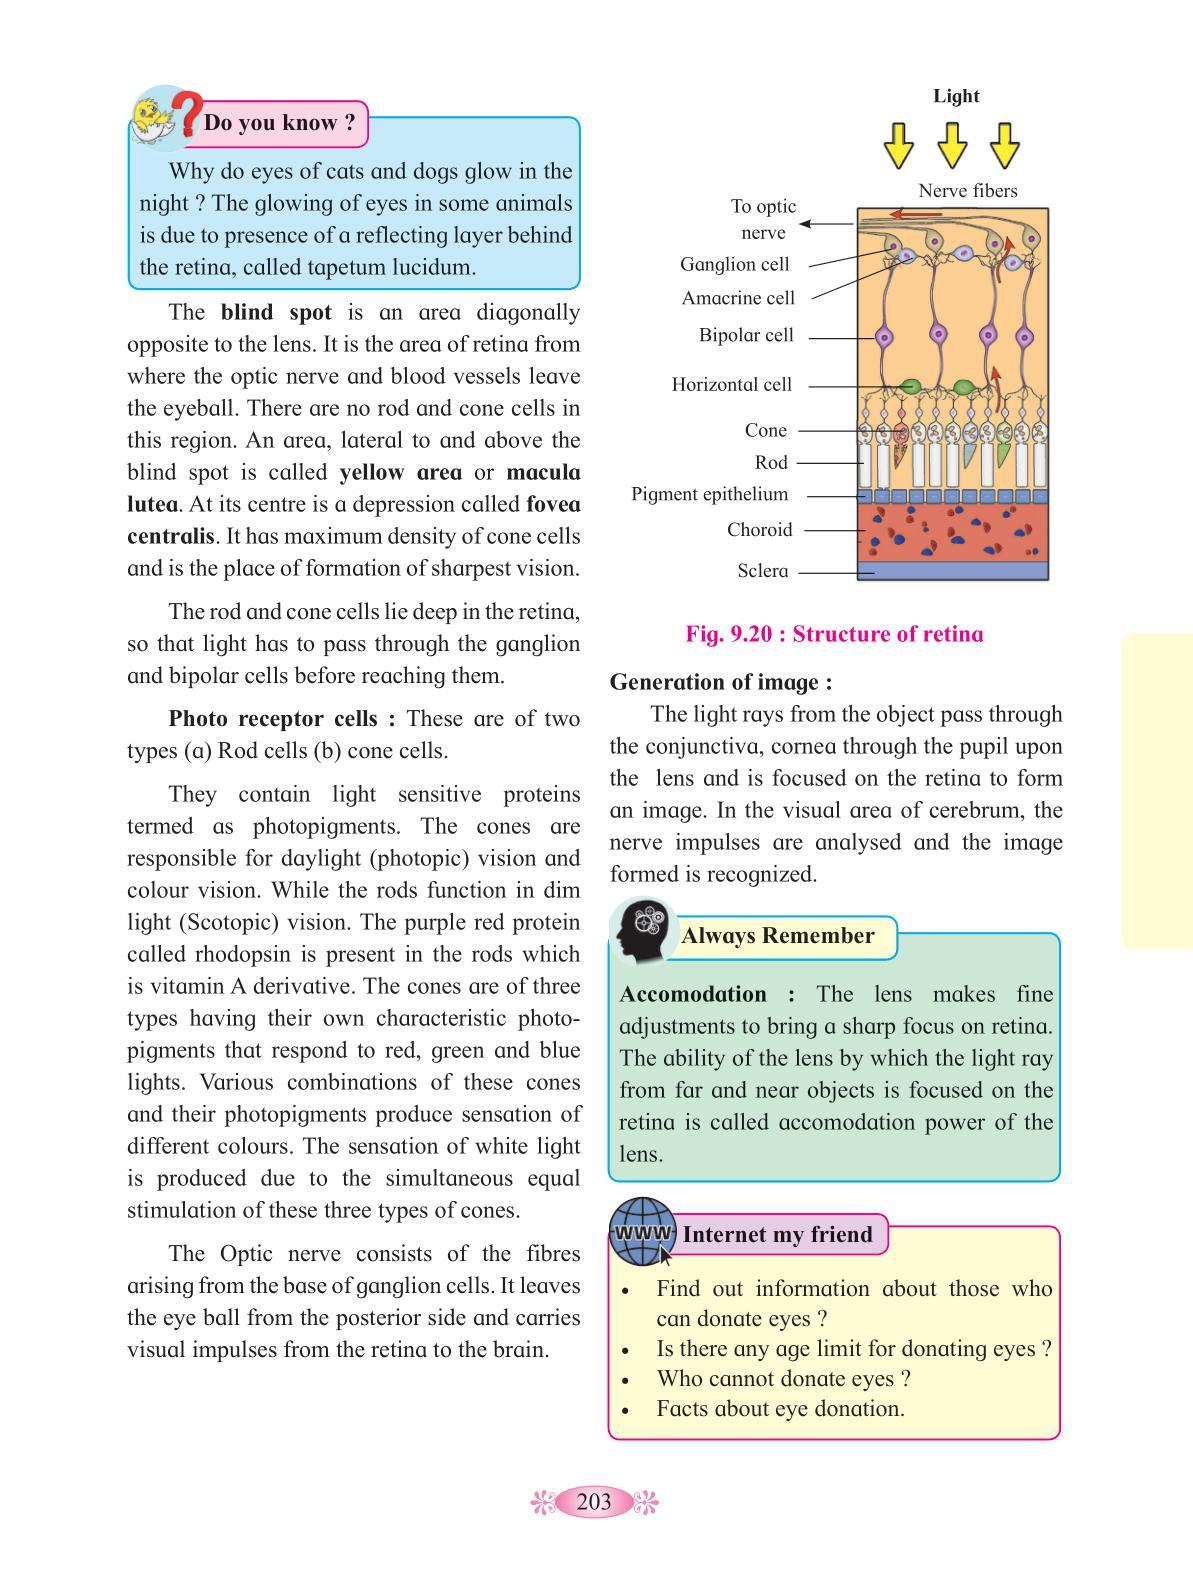 Do you know ?
Why do eyes of cats and dogs glow in the
night ? The glowing of eyes in some animals
is due to presence of a reflecting layer behind
the retina, called tapetum lucidum.
The blind spot is an area diagonally
opposite to the lens. It is the area of retina from
where the optic nerve and blood vessels leave
the eyeball. There are no rod and cone cells in
this region. An area, lateral to and above the
blind spot is called yellow area or macula
lutea. At its centre is a depression called fovea
centralis. It has maximum density of cone cells
and is the place of formation of sharpest vision.
The rod and cone cells lie deep in the retina,
so that light has to pass through the ganglion
and bipolar cells before reaching them.
Photo receptor cells : These are of two
types (a) Rod cells (b) cone cells.
They contain light sensitive proteins
termed as photopigments. The cones are
responsible for daylight (photopic) vision and
colour vision. While the rods function in dim
light (Scotopic) vision. The purple red protein
called rhodopsin is present in the rods which
is vitamin A derivative. The cones are of three
types having their own characteristic photo-
pigments that respond to red, green and blue
lights. Various combinations of these cones
and their photopigments produce sensation of
different colours. The sensation of white light
is produced due to the simultaneous equal
stimulation of these three types of cones.
The Optic nerve consists of the fibres
arising from the base of ganglion cells. It leaves
the eye ball from the posterior side and carries
visual impulses from the retina to the brain.
Light
Nerve fibers
To optic
nerve
Ganglion cell
Amacrine cell
Bipolar cell
Horizontal cell
Cone
Rod
Pigment epithelium
Choroid
Sclera
Fig. 9.20 : Structure of retina
Generation of image :
The light rays from the object pass through
the conjunctiva, cornea through the pupil upon
the lens and is focused on the retina to form
an image. In the visual area of cerebrum, the
nerve impulses are analysed and the image
formed is recognized.
Always Remember
Accomodation : The lens makes fine
adjustments to bring a sharp focus on retina.
The ability of the lens by which the light ray
from far and near objects is focused on the
retina is called accomodation power of the
lens.
WWW Internet my friend
• Find out information about those who
can donate eyes ?
• Is there any age limit for donating eyes ?
• Who cannot donate eyes ?
• Facts about eye donation.
203